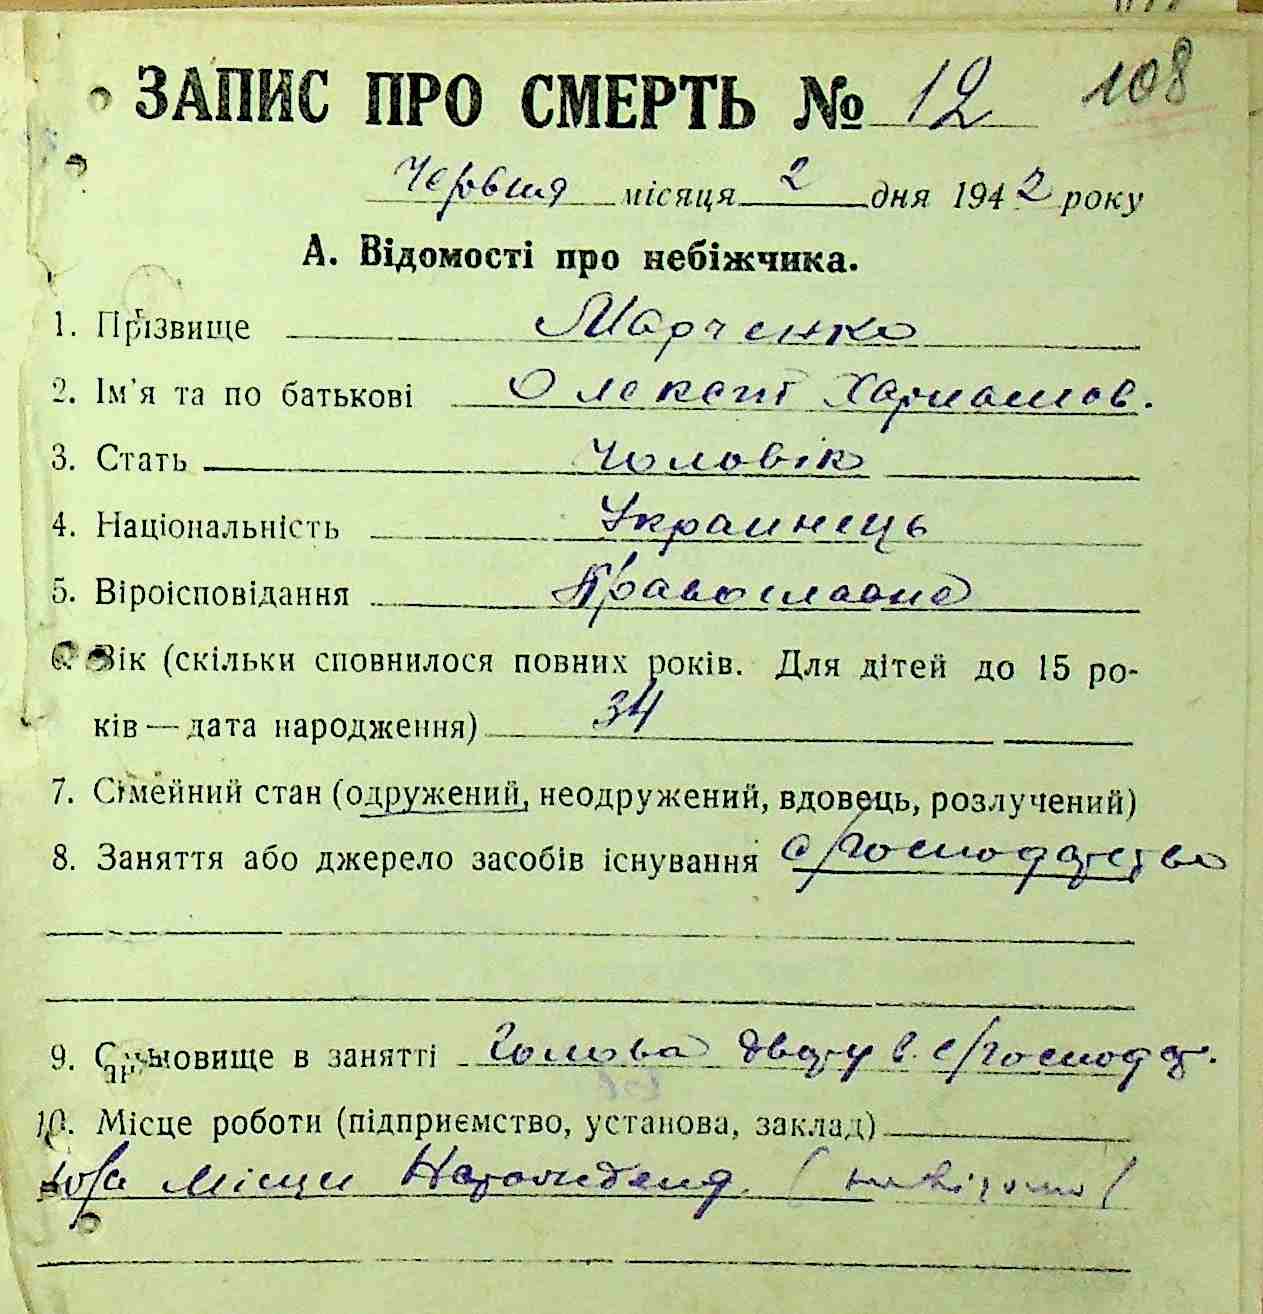 108
ЗАПИС ПРО СМЕРТЬ № 12
Червня місяця 2 дня 1942 року
А. Відомості про небіжчика.
1. Прізвище Марченко
2. Ім'я та по батькові Олексій
3. Стать Чоловік
4. Національність Украинець
5. Віроісповідання Православне
6. Вік (скільки сповнилося повних років. Для дітей до 15 ро-
ків — дата народження) 34
7. Сімейний стан (одружений, неодружений, вдовець, розлучений)
8. Заняття або джерело засобів існування с/господарство
9. Становище в занятті Голова двору в с/господ.
10. Місце роботи (підприємство, установа, заклад)
Місци